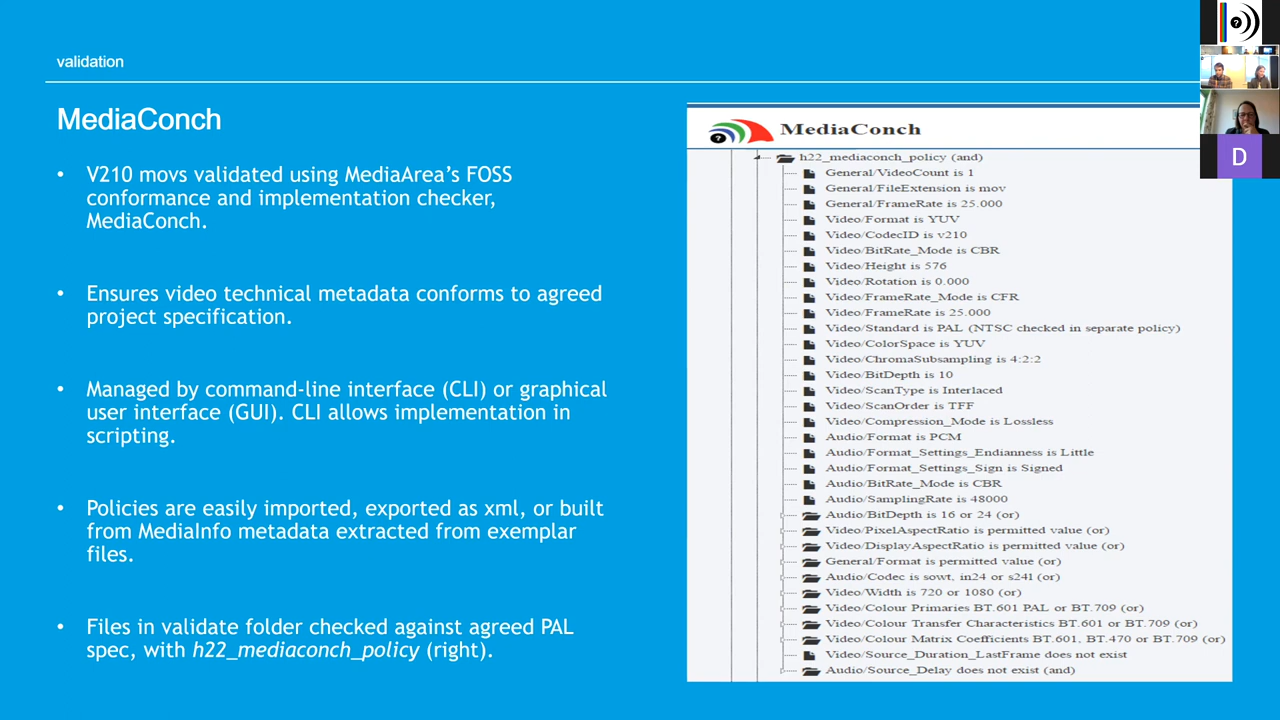 validation
MediaConch
• V210 movs validated using MediaArea's FOSS
conformance and implementation checker,
MediaConch.
• Ensures video technical metadata conforms to agreed
project specification.
• Managed by command-line interface (CLI) or graphical
user interface (GUI). CLI allows implementation in
scripting.
• Policies are easily imported, exported as xml, or built
from MediaInfo metadata extracted from exemplar
files.
• Files in validate folder checked against agreed PAL
spec, with h22_mediaconch_policy (right).
MediaConch
h22_mediaconch_policy (and)
General/VideoCount is 1
General/FileExtension is mov
General/FrameRate is 25.000
Video/Format is YUV
Video/CodecID is v210
Video/BitRate_Mode is CBR
Video/Height is 576
Video/Rotation is 0.000
Video/FrameRate_Mode is CFR
Video/FrameRate is 25.000
Video/Standard is PAL (NTSC checked in separate policy)
Video/ColorSpace is YUV
Video/ChromaSubsampling is 4:2:2
Video/BitDepth is 10
Video/ScanType is Interlaced
Video/ScanOrder is TFF
Video/Compression_Mode is Lossless
Audio/Format is PCM
Audio/Format_Settings_Endianness is Little
Audio/Format_Settings_Sign is Signed
Audio/BitRate_Mode is CBR
Audio/SamplingRate is 48000
Audio/BitDepth is 16 or 24 (or)
Video/PixelAspectRatio is permitted value (or)
Video/DisplayAspectRatio is permitted value (or)
General/Format is permitted value (or)
Audio/Codec is sowt, in24 or s24l (or)
Video/Width is 720 or 1080 (or)
Video/Colour Primaries BT.601 PAL or BT.709 (or)
Video/Colour Transfer Characteristics BT.601 or BT.709 (or)
Video/Colour Matrix Coefficients BT.601, BT.470 or BT.709 (or)
Video/Source_Duration_LastFrame does not exist
Audio/Source_Delay does not exist (and)
?
?
D